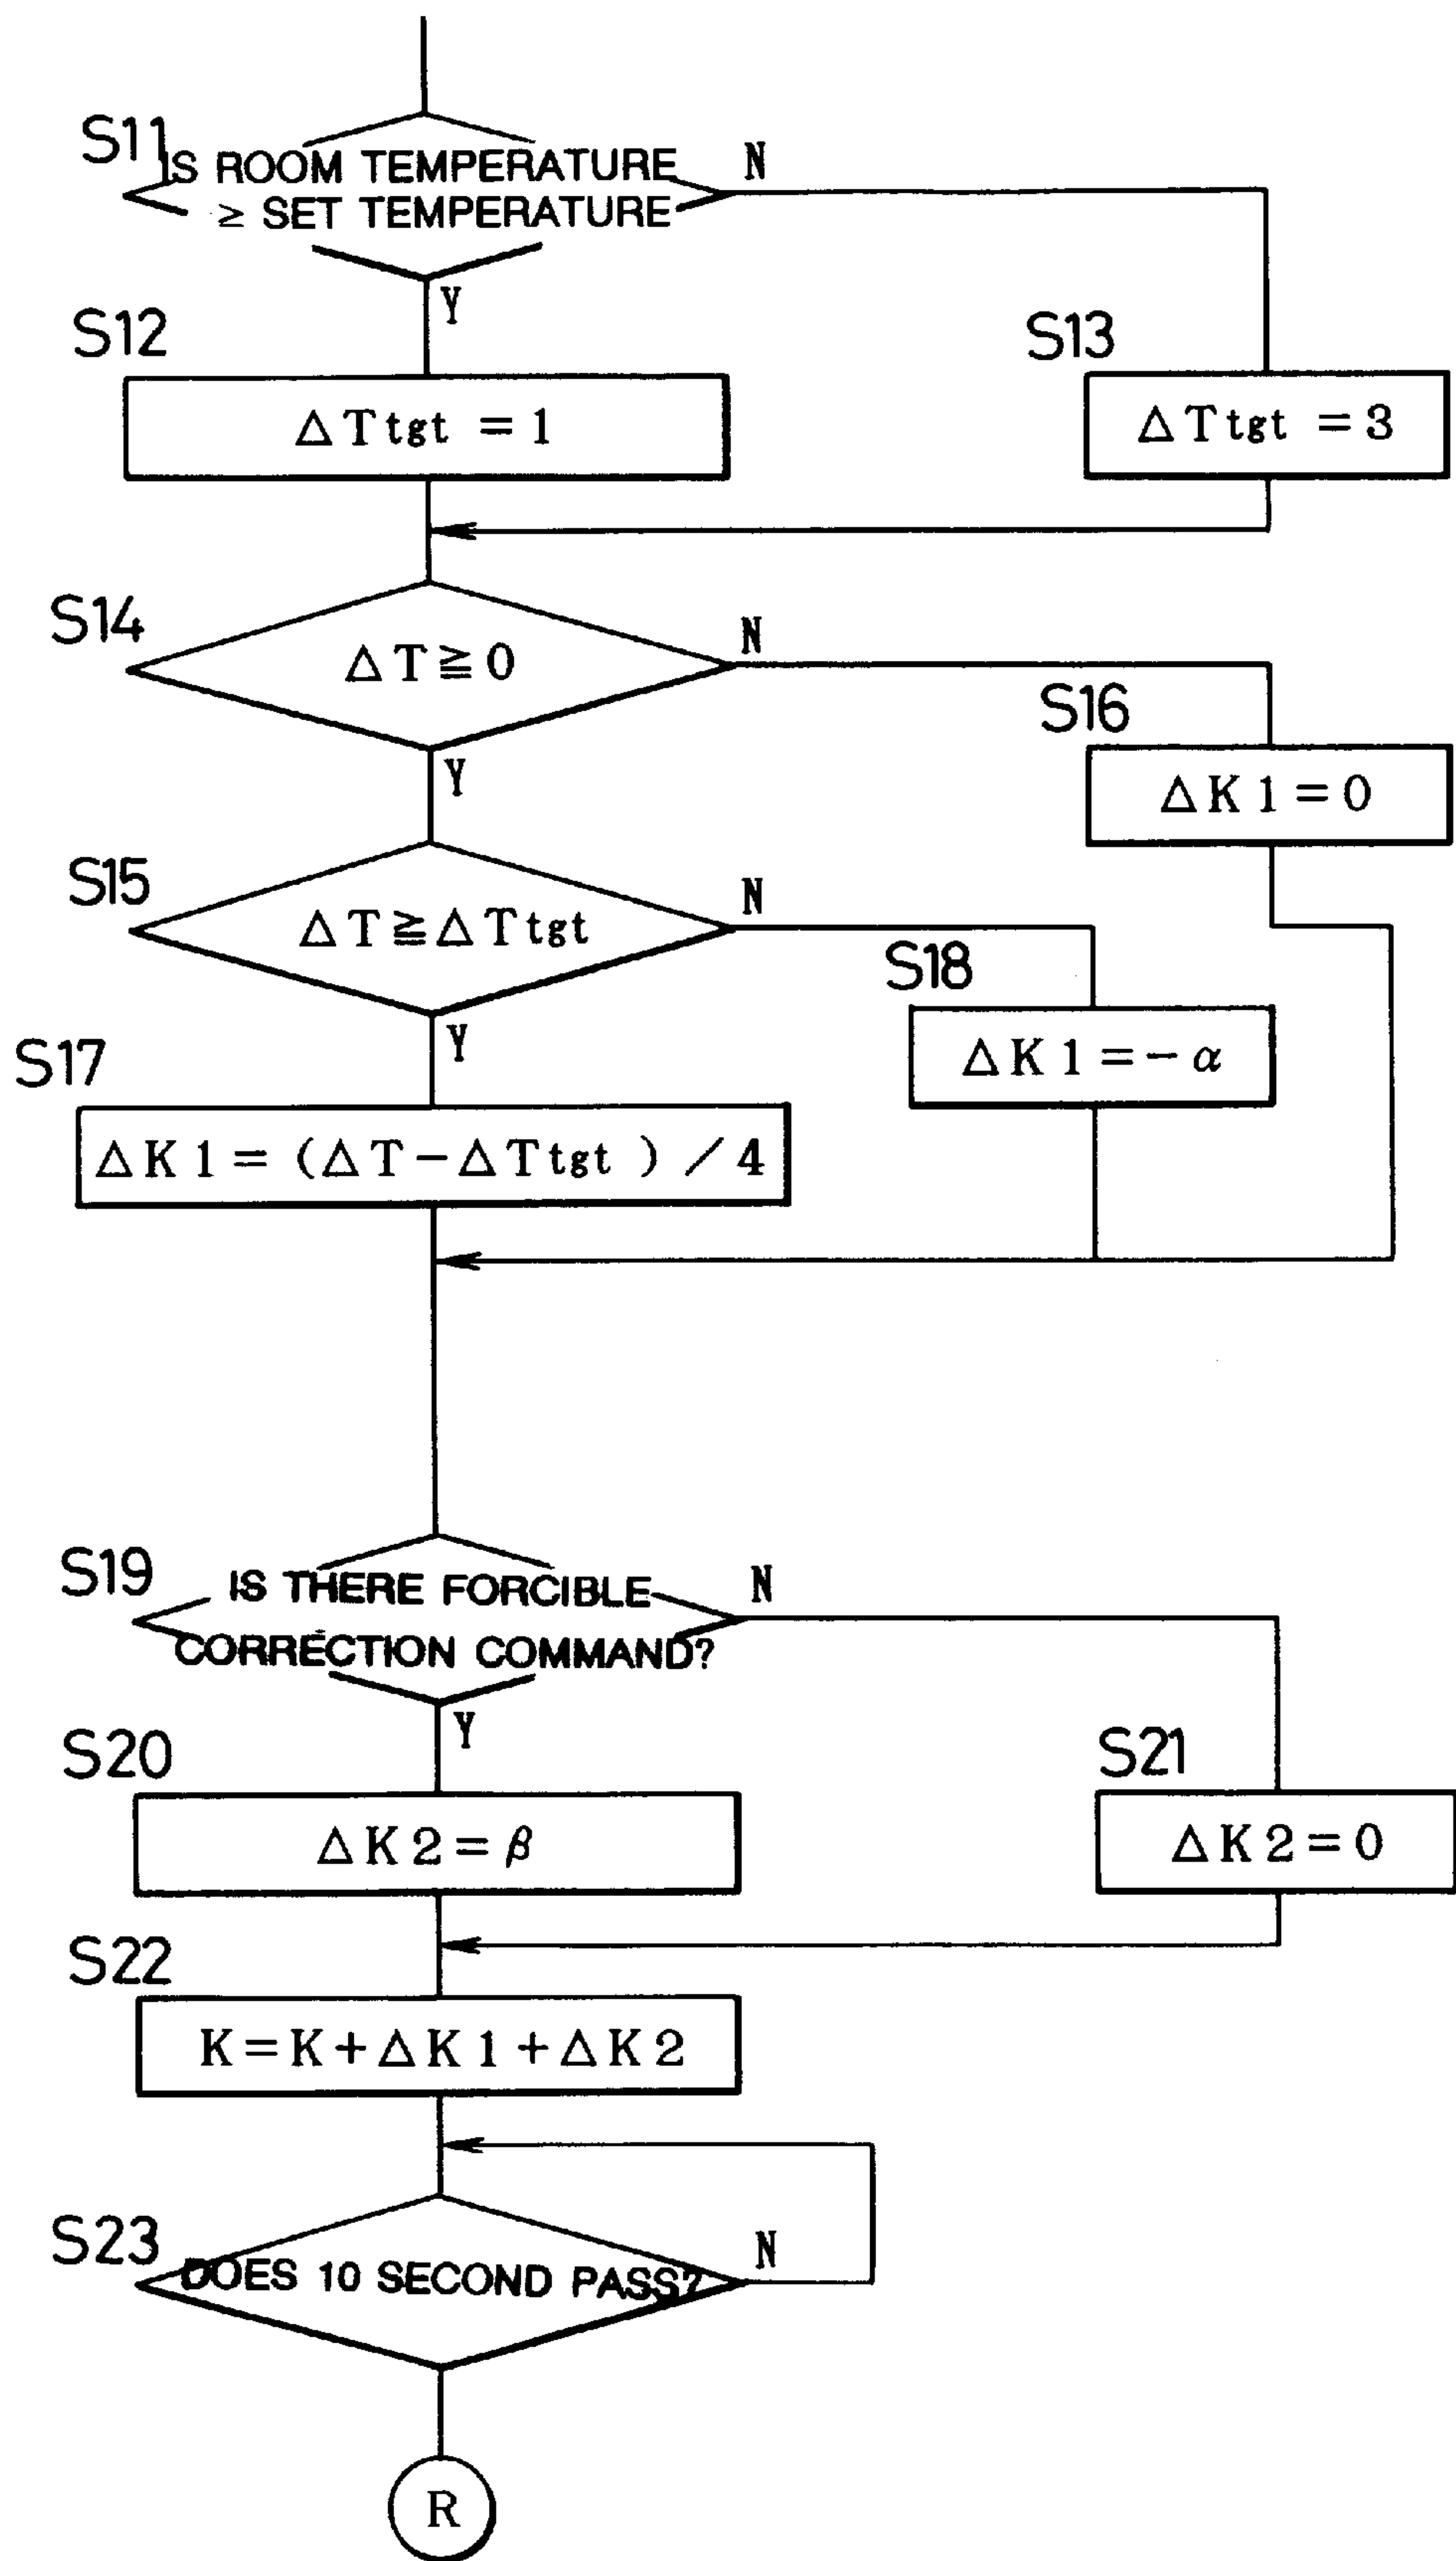 S11
IS ROOM TEMPERATURE
≥ SET TEMPERATURE
N
Y
S12
ΔTtgt = 1
S13
ΔTtgt = 3
S14
ΔT≧0
N
Y
S16
ΔK1=0
S15
ΔT≧ΔTtgt
N
Y
S18
ΔK1=-α
S17
ΔK1=(ΔT-ΔTtgt)/4
S19
IS THERE FORCIBLE
CORRECTION COMMAND?
N
Y
S20
ΔK2=β
S21
ΔK2=0
S22
K=K+ΔK1+ΔK2
S23
DOES 10 SECOND PASS?
N
R